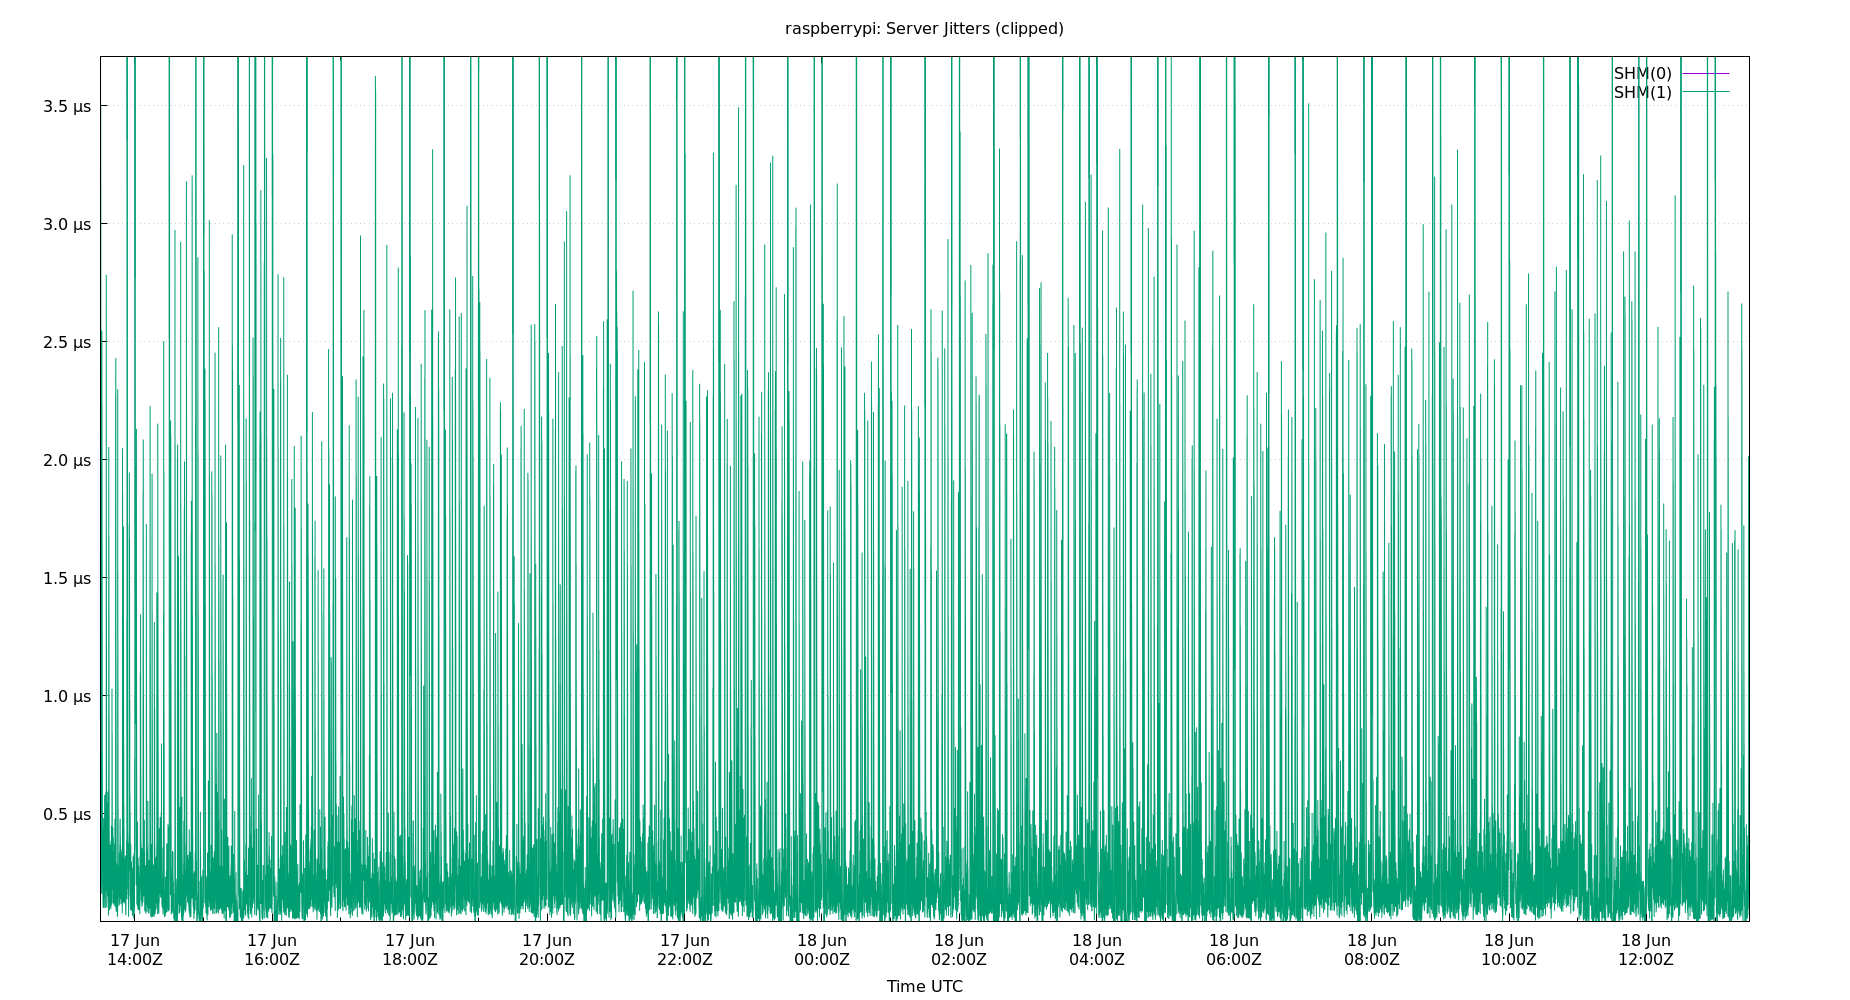 raspberrypi: Server Jitters (clipped)
SHM(0)
SHM(1)
3.5 µs
3.0 µs
2.5 µs
2.0 µs
1.5 µs
1.0 µs
0.5 µs
17 Jun 17 Jun 17 Jun 17 Jun 17 Jun 18 Jun 18 Jun 18 Jun 18 Jun 18 Jun 18 Jun 18 Jun
14:00Z 16:00Z 18:00Z 20:00Z 22:00Z 00:00Z 02:00Z 04:00Z 06:00Z 08:00Z 10:00Z 12:00Z
Time UTC